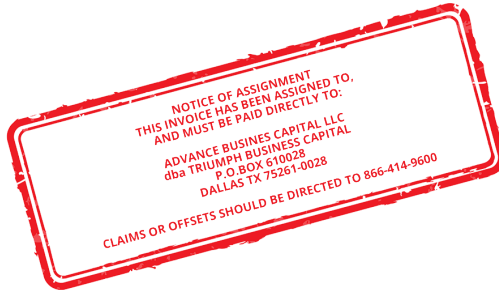 NOTICE OF ASSIGNMENT
THIS INVOICE HAS BEEN ASSIGNED TO,
AND MUST BE PAID DIRECTLY TO:
ADVANCE BUSINES CAPITAL LLC
dba TRIUMPH BUSINESS CAPITAL
P.O.BOX 610028
DALLAS TX 75261-0028
CLAIMS OR OFFSETS SHOULD BE DIRECTED TO 866-414-9600